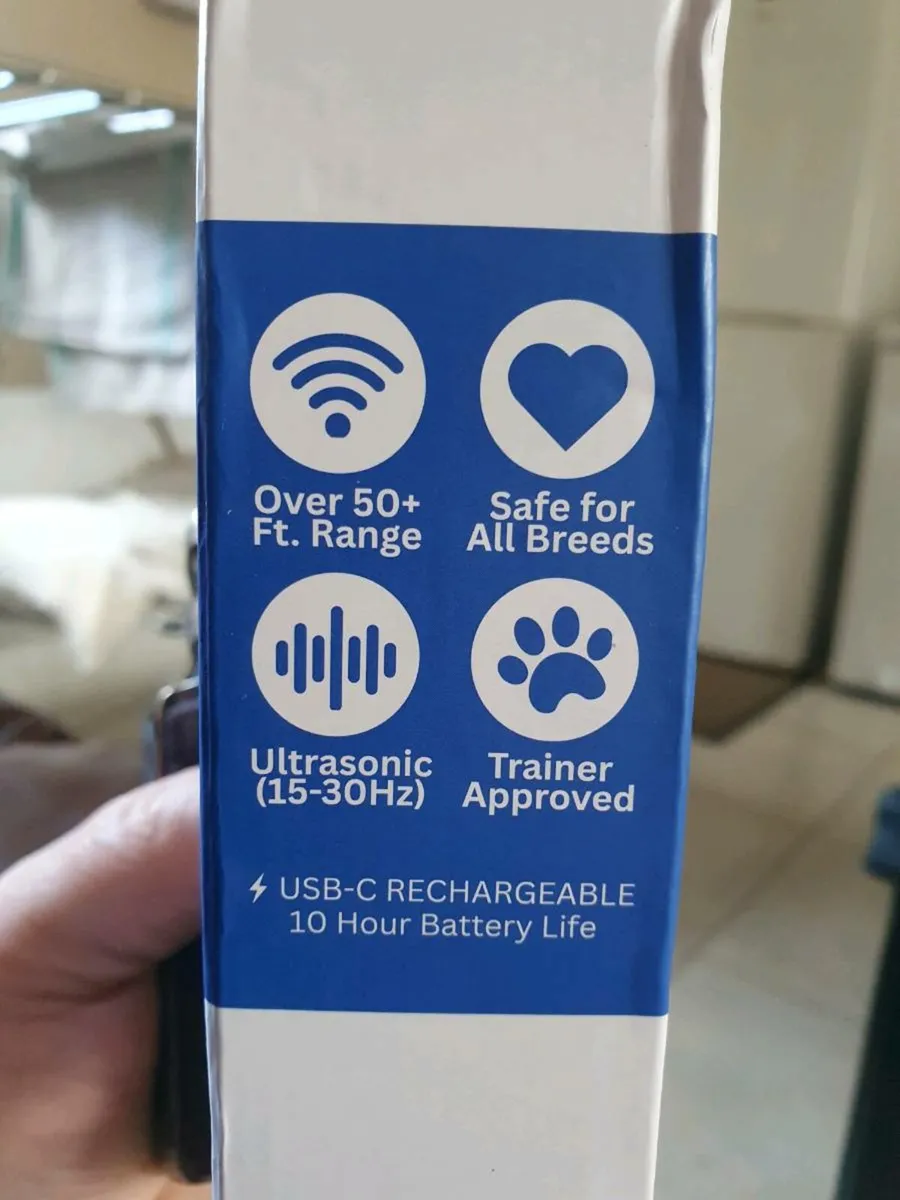 Over 50+
Ft. Range
Safe for
All Breeds
Ultrasonic
(15-30Hz)
Trainer
Approved
USB-C RECHARGEABLE
10 Hour Battery Life